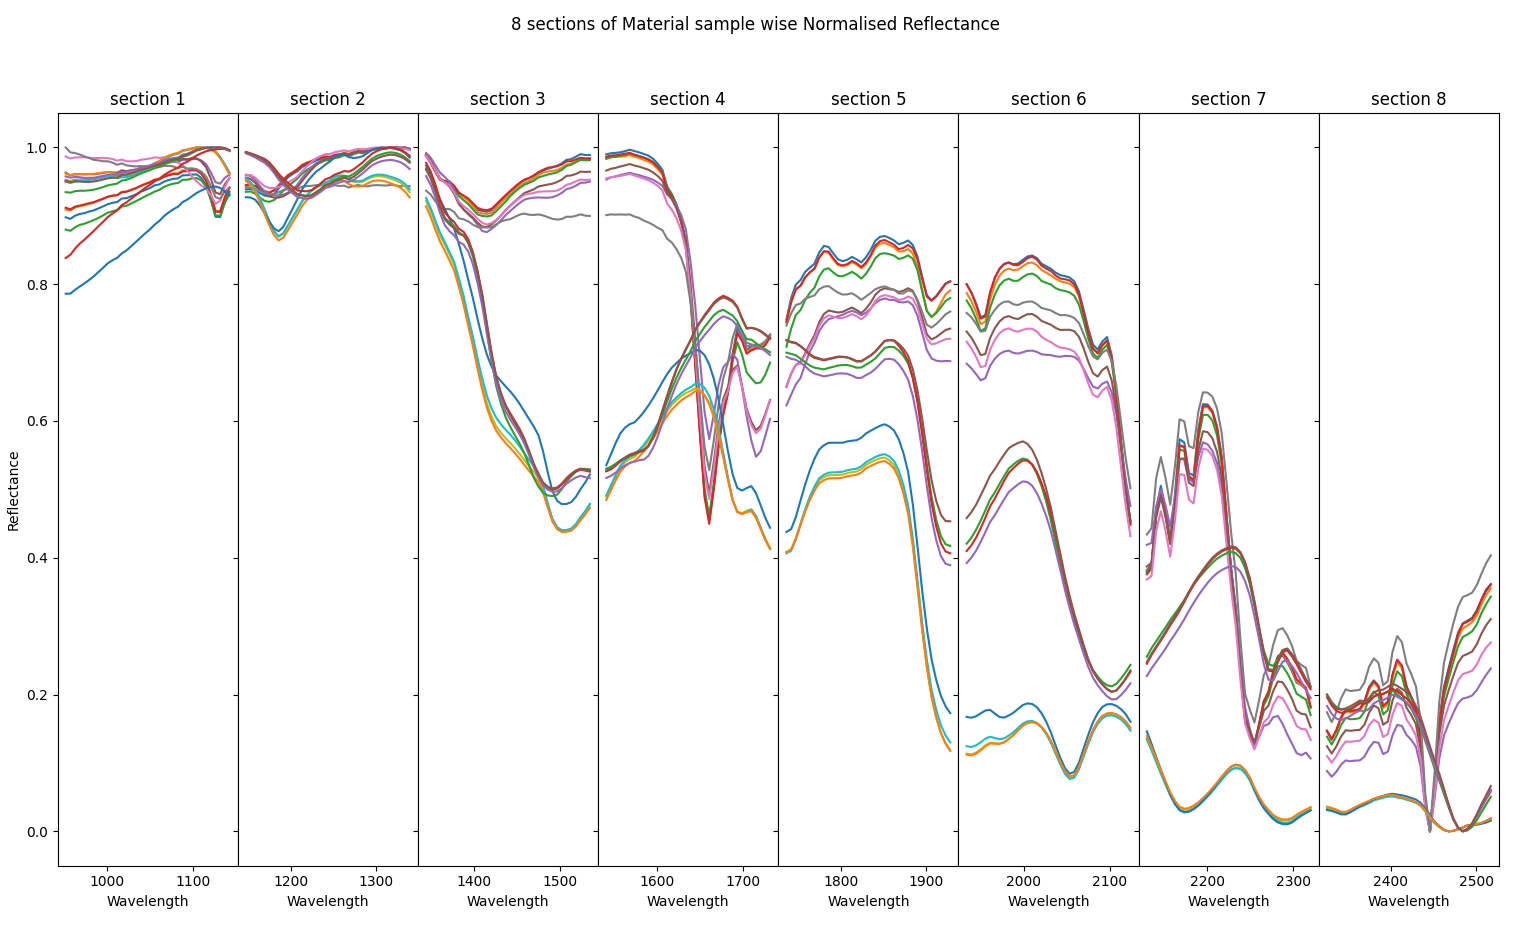 8 sections of Material sample wise Normalised Reflectance
section 1 section 2 section 3 section 4 section 5 section 6 section 7 section 8
1.0
0.8
0.6
0.4
0.2
0.0
Reflectance
1000 1100 1200 1300 1400 1500 1600 1700 1800 1900 2000 2100 2200 2300 2400 2500
Wavelength Wavelength Wavelength Wavelength Wavelength Wavelength Wavelength Wavelength